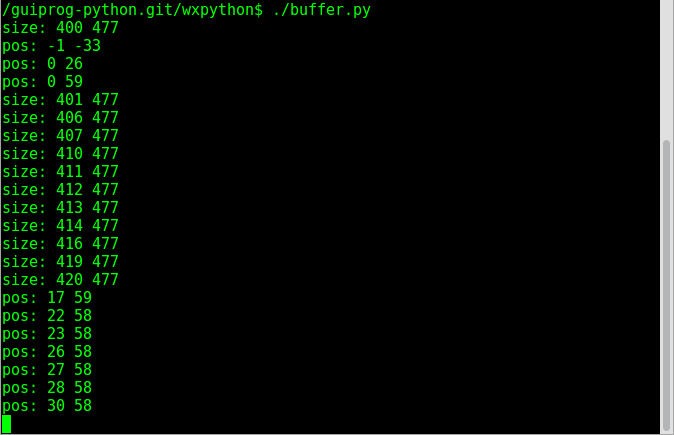 /guiprog-python.git/wxpython$ ./buffer.py
size: 400 477
pos: -1 -33
pos: 0 26
pos: 0 59
size: 401 477
size: 406 477
size: 407 477
size: 410 477
size: 411 477
size: 412 477
size: 413 477
size: 414 477
size: 416 477
size: 419 477
size: 420 477
pos: 17 59
pos: 22 58
pos: 23 58
pos: 26 58
pos: 27 58
pos: 28 58
pos: 30 58